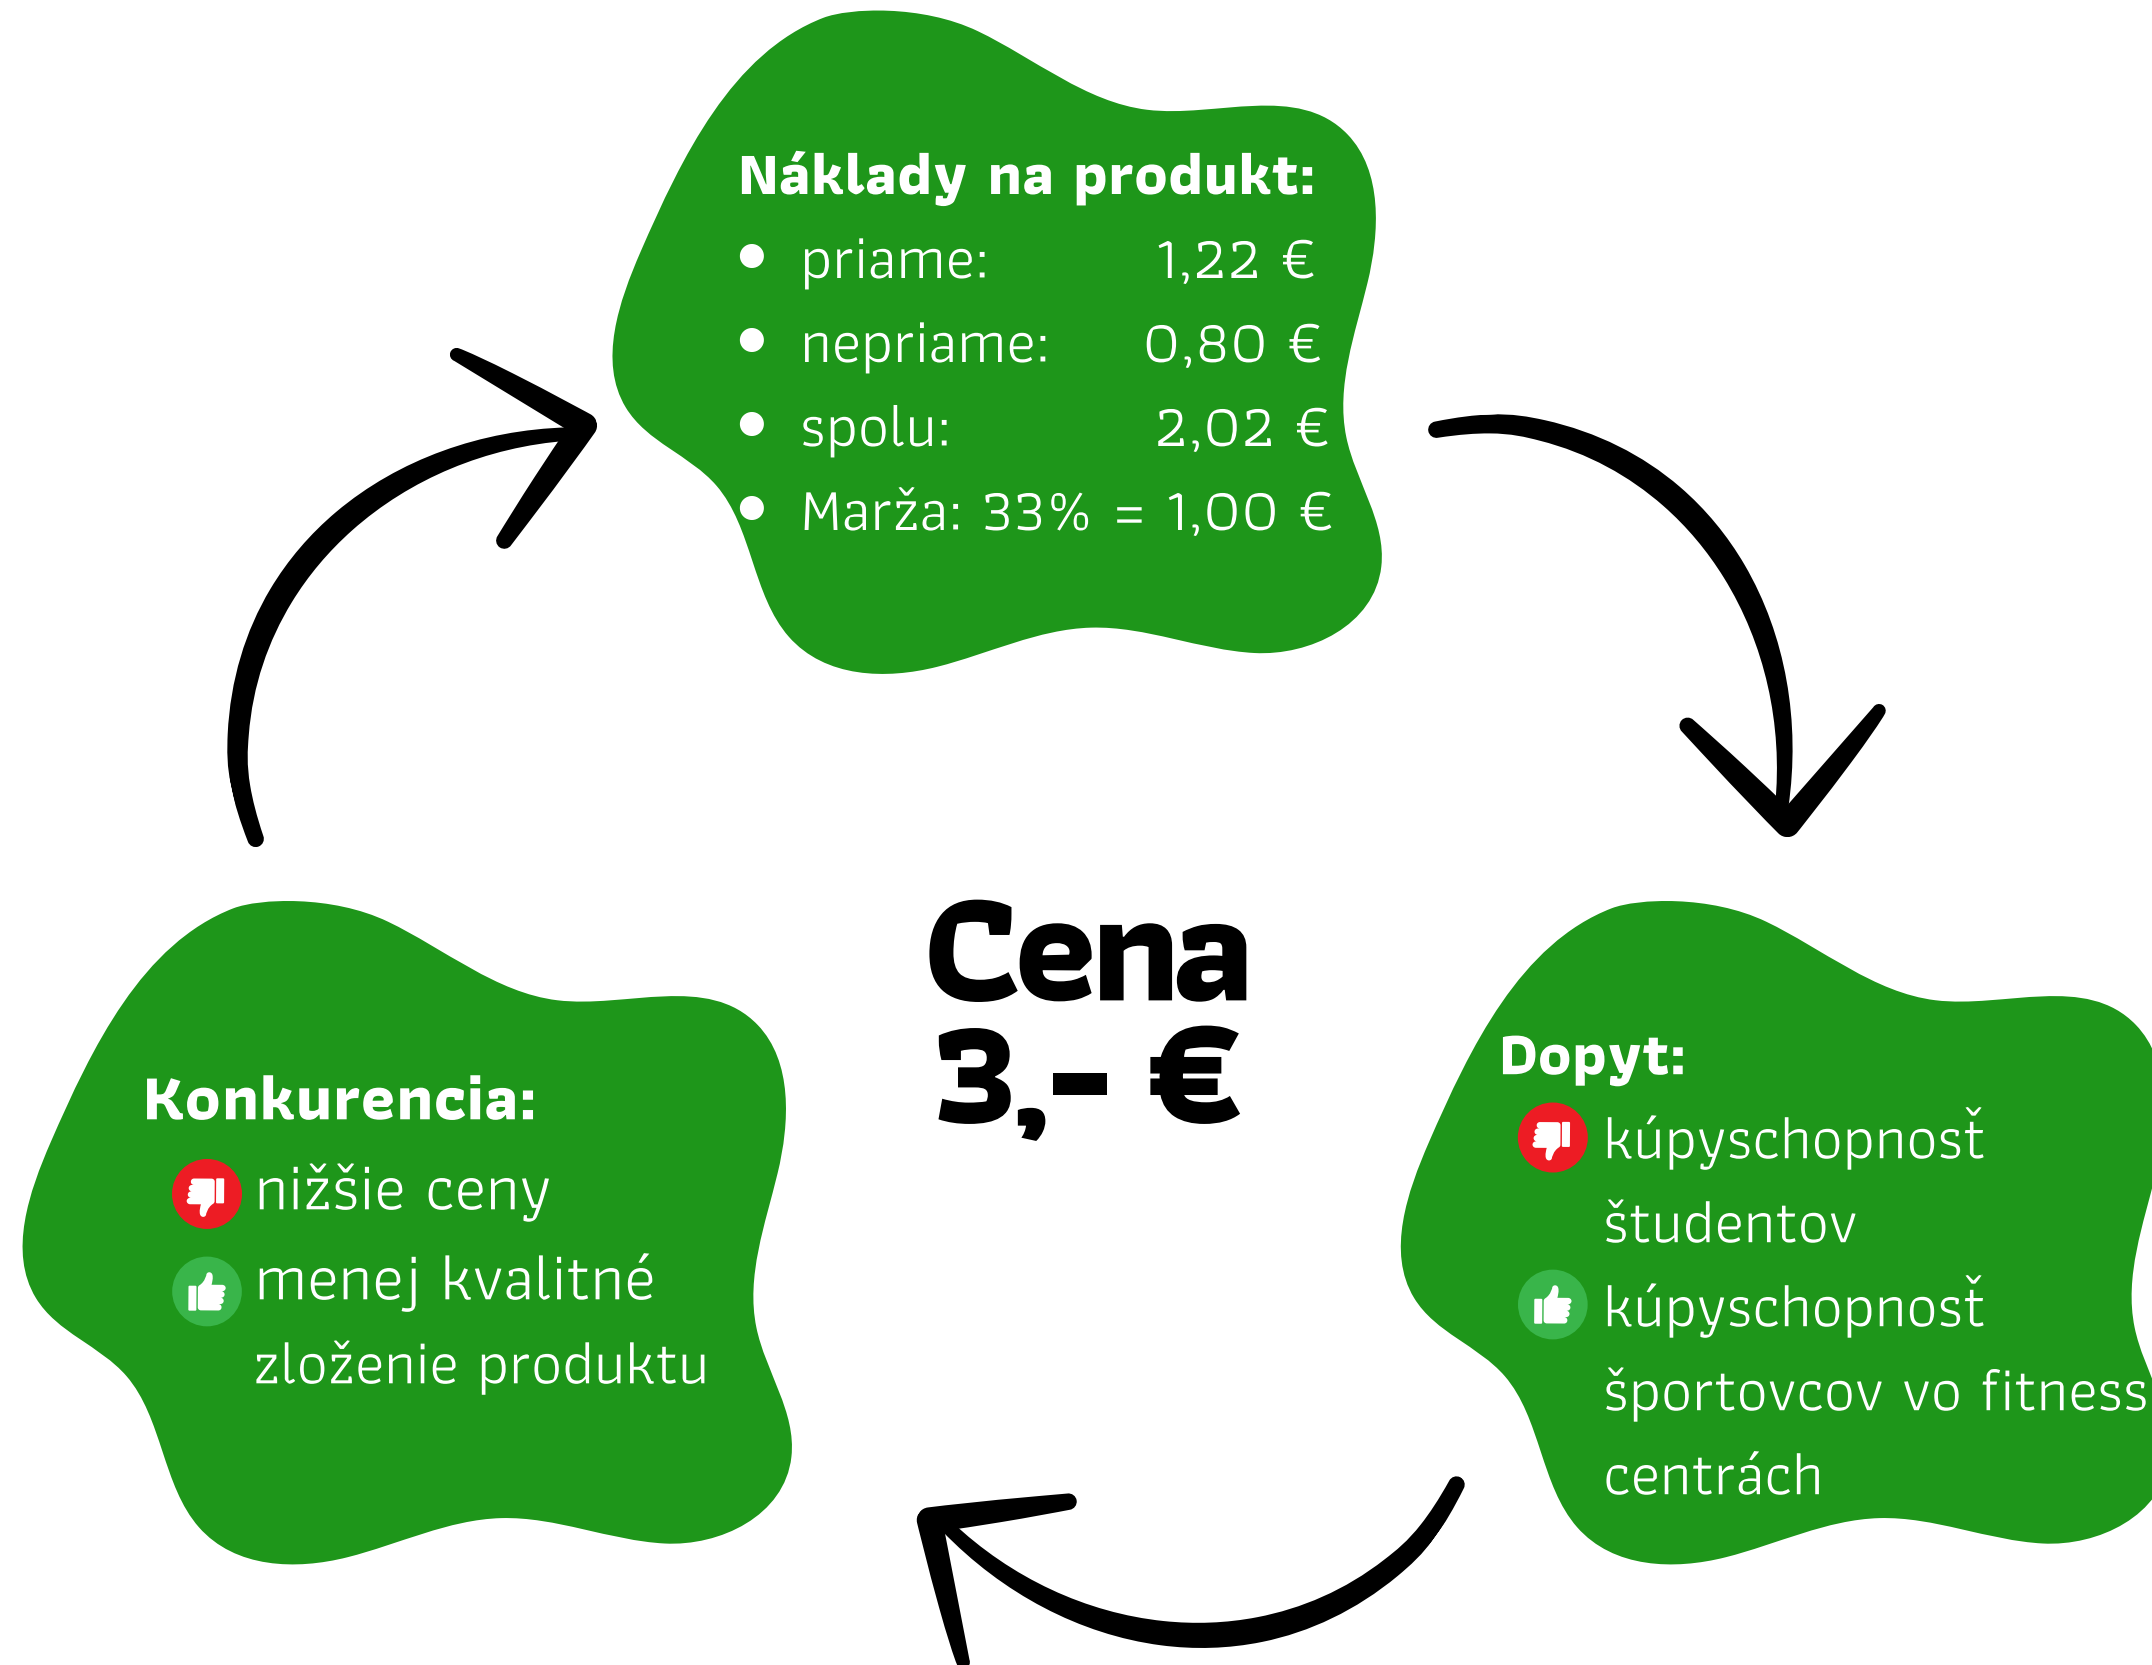 Náklady na produkt:
priame: 1,22 €
nepriame: 0,80 €
spolu: 2,02 €
Marža: 33% = 1,00 €
Cena
3,- €
Konkurencia:
nižšie ceny
menej kvalitné
zloženie produktu
Dopyt:
kúpyschopnosť
študentov
kúpyschopnosť
športovcov vo fitness
centrách